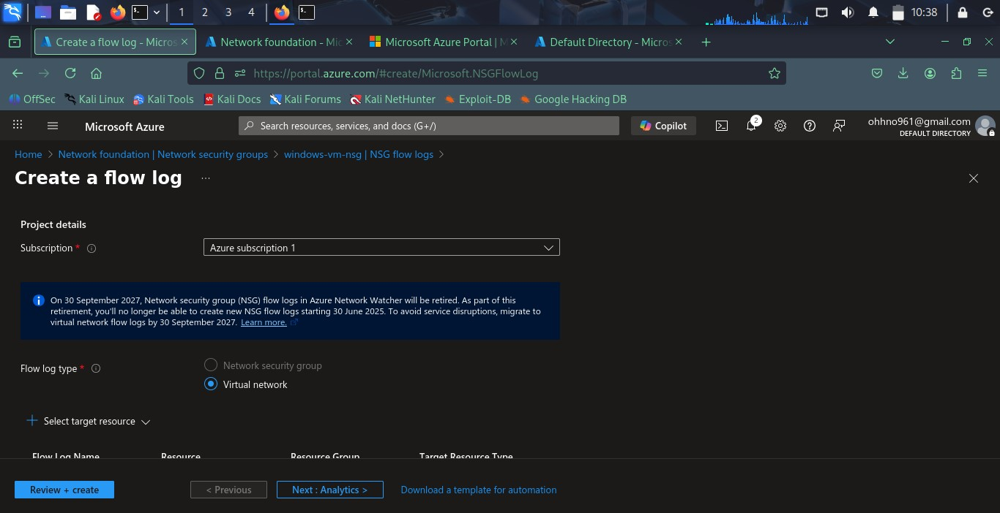 1 2 3 4 10:38
Create a flow log - Micros
Network foundation - Mic
Microsoft Azure Portal | M
Default Directory - Micros
https://portal.azure.com/#create/Microsoft.NSGFlowLog
OffSec Kali Linux Kali Tools Kali Docs Kali Forums Kali NetHunter Exploit-DB Google Hacking DB
Microsoft Azure
Search resources, services, and docs (G+/)
Copilot
2
ohhno961@gmail.com
DEFAULT DIRECTORY
Home > Network foundation | Network security groups > windows-vm-nsg | NSG flow logs >
Create a flow log ...
Project details
Subscription *
Azure subscription 1
On 30 September 2027, Network security group (NSG) flow logs in Azure Network Watcher will be retired. As part of this
retirement, you'll no longer be able to create new NSG flow logs starting 30 June 2025. To avoid service disruptions, migrate to
virtual network flow logs by 30 September 2027. Learn more.
Flow log type *
Network security group
Virtual network
Select target resource
Flow Log Name Resource Resource Group Target Resource Type
Review + create
< Previous
Next : Analytics >
Download a template for automation